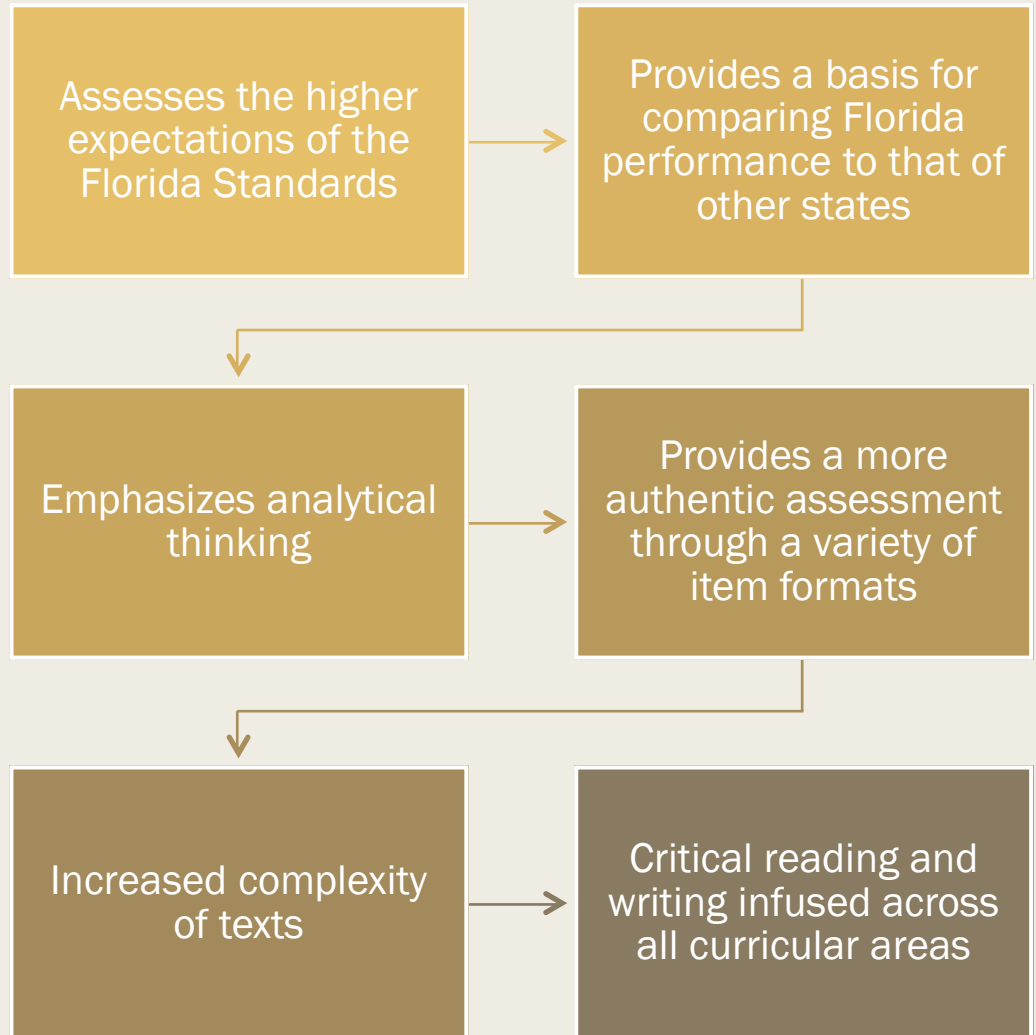 Assesses the higher
expectations of the
Florida Standards
Provides a basis for
comparing Florida
performance to that of
other states
Emphasizes analytical
thinking
Provides a more
authentic assessment
through a variety of
item formats
Increased complexity
of texts
Critical reading and
writing infused across
all curricular areas